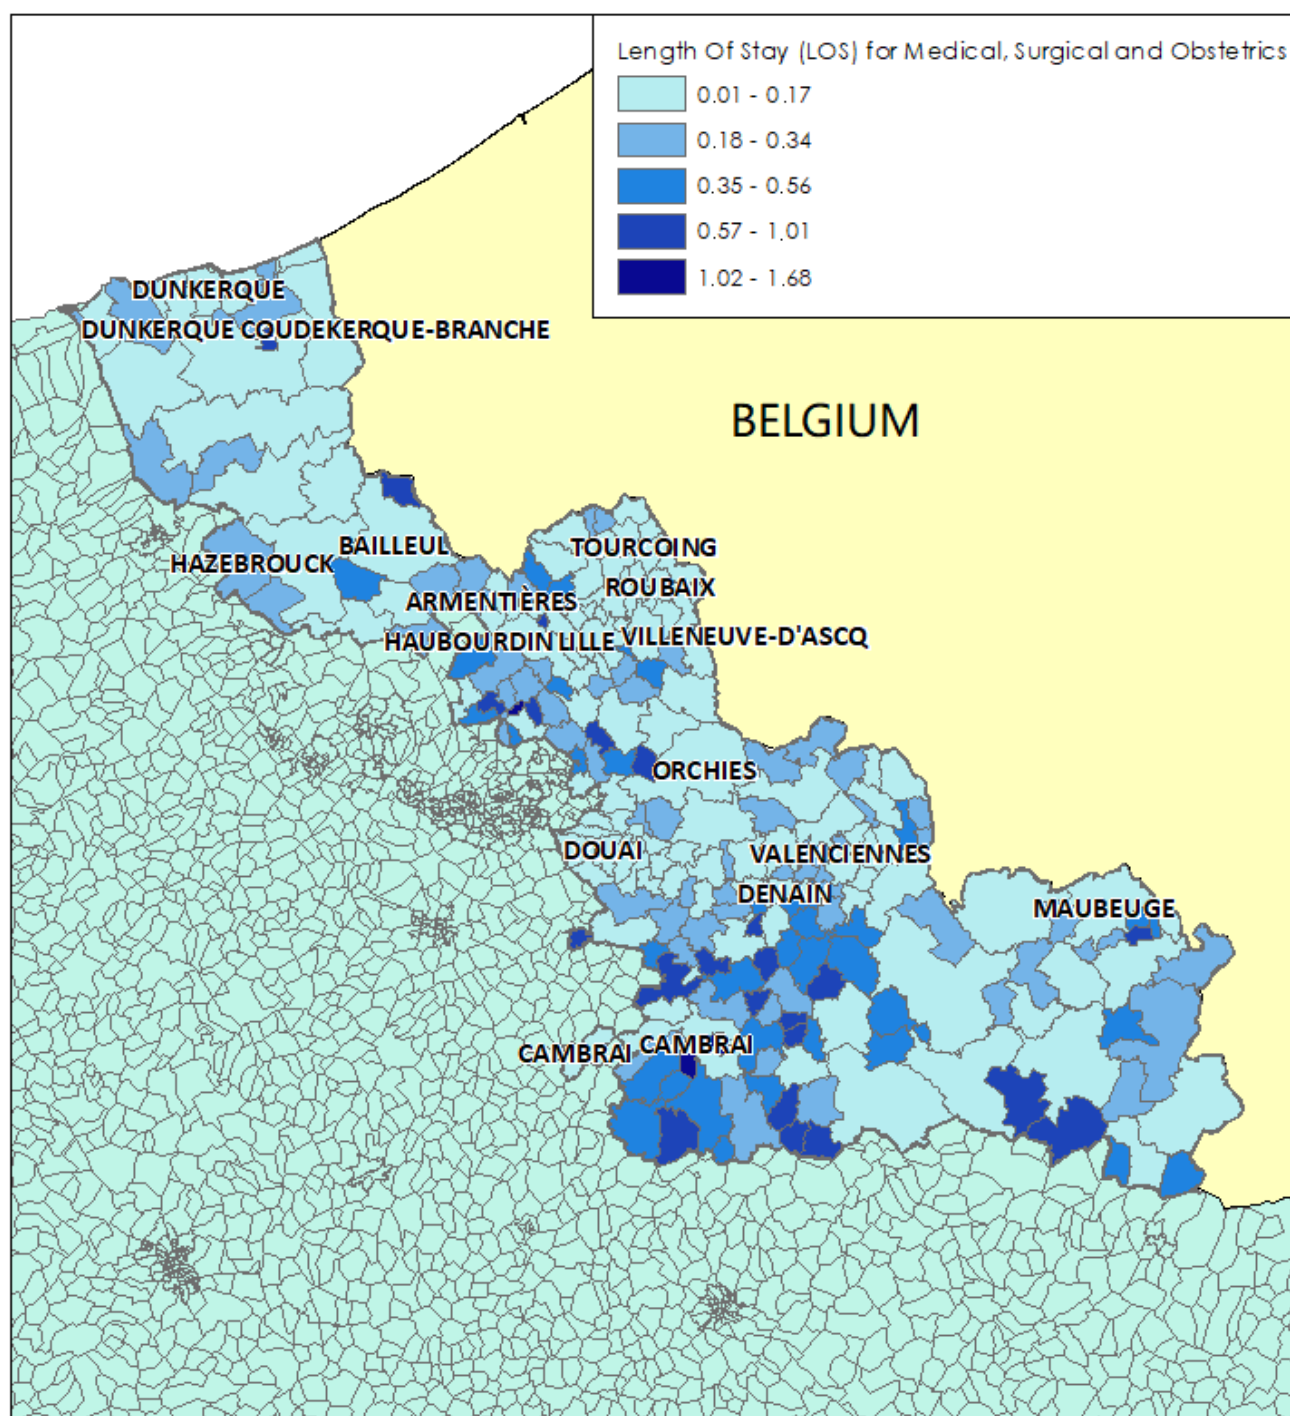 Length Of Stay (LOS) for Medical, Surgical and Obstetrics
0.01 - 0.17
0.18 - 0.34
0.35 - 0.56
0.57 - 1.01
1.02 - 1.68
DUNKERQUE
DUNKERQUE COUDEKERQUE-BRANCHE
BELGIUM
BAILLEUL
TOURCOING
HAZEBROUCK
ROUBAIX
ARMENTIÈRES
HAUBOURDIN LILLE VILLENEUVE-D'ASCQ
ORCHIES
DOUAI
VALENCIENNES
DENAIN
MAUBEUGE
CAMBRAI CAMBRAI